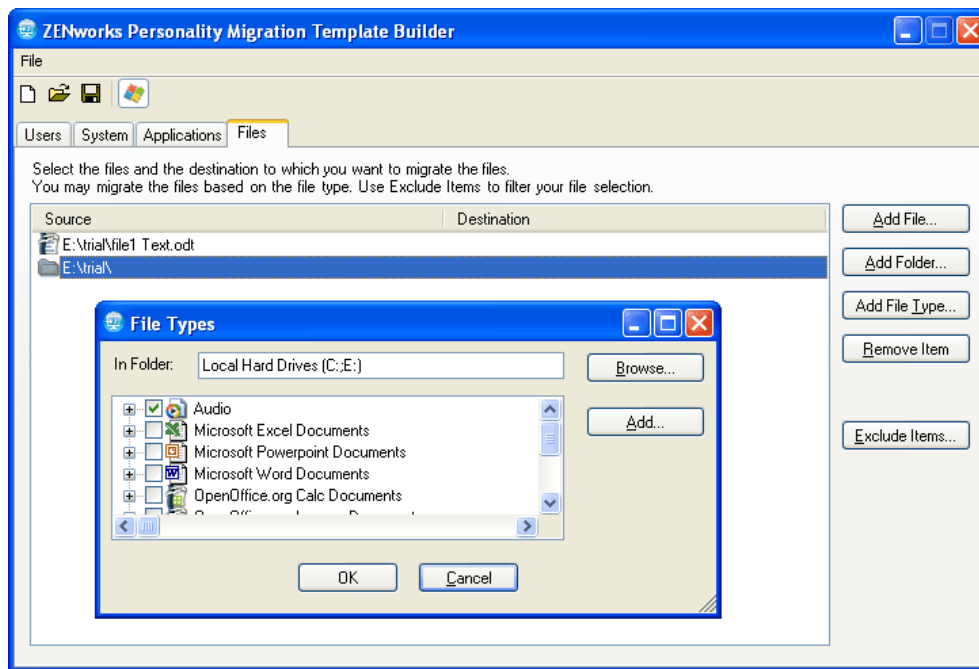 ZENworks Personality Migration Template Builder
File
Users System Applications Files
Select the files and the destination to which you want to migrate the files.
You may migrate the files based on the file type. Use Exclude Items to filter your file selection.
Source Destination
E:\trial\file1 Text.odt
E:\trial\
Add File...
Add Folder...
Add File Type...
Remove Item
Exclude Items...
File Types
In Folder: Local Hard Drives (C:;E:)
Browse...
Add...
Audio
Microsoft Excel Documents
Microsoft Powerpoint Documents
Microsoft Word Documents
OpenOffice.org Calc Documents
OK Cancel